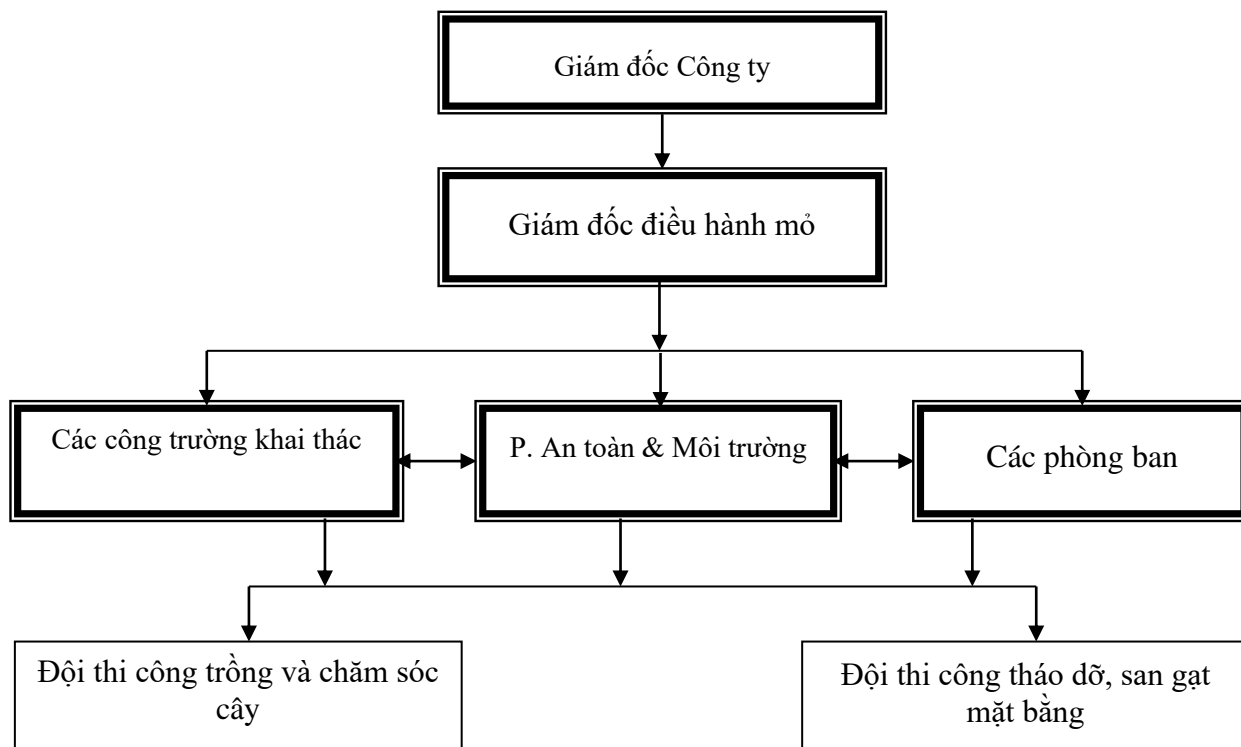 Giám đốc Công ty
Giám đốc điều hành mỏ
Các công trường khai thác
P. An toàn & Môi trường
Các phòng ban
Đội thi công trồng và chăm sóc
cây
Đội thi công tháo dỡ, san gạt
mặt bằng